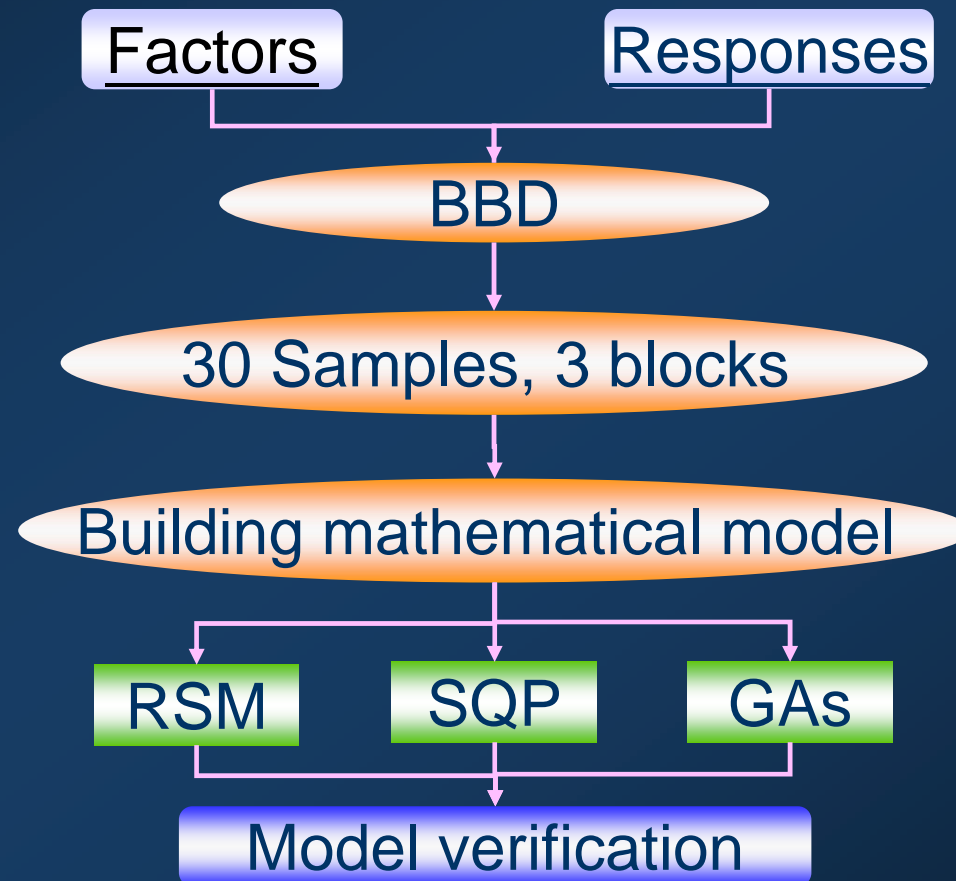 Factors
Responses
BBD
30 Samples, 3 blocks
Building mathematical model
RSM
SQP
GAs
Model verification